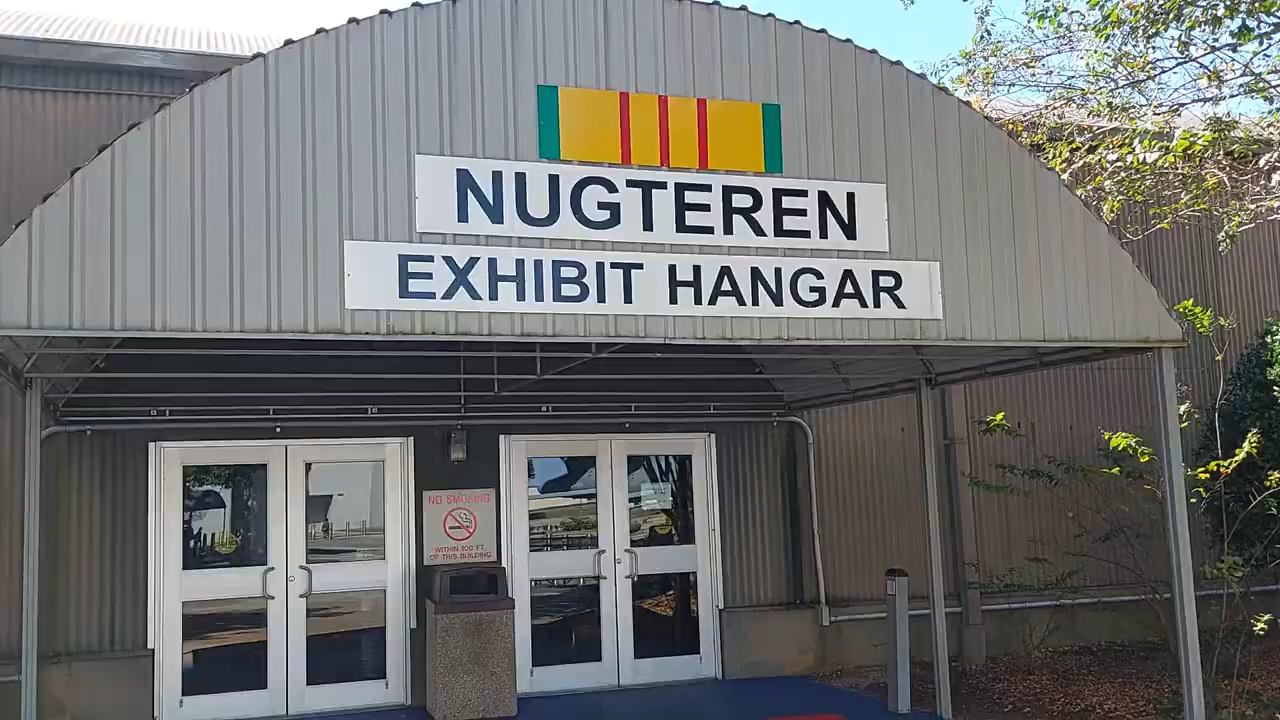 NUGTEREN
EXHIBIT HANGAR
NO SMOKING
WITHIN 100 FT.
OF THIS BUILDING